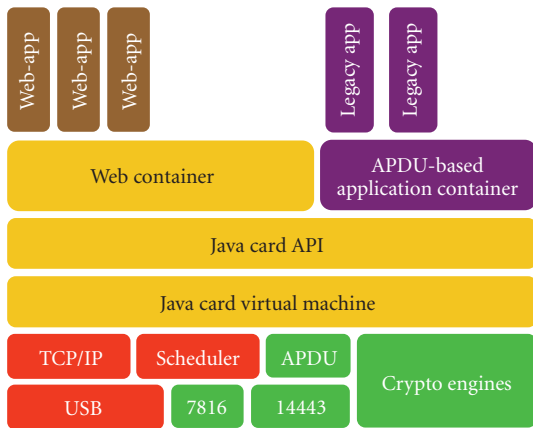 Web-app
Web-app
Web-app
Legacy app
Legacy app
Web container
APDU-based
application container
Java card API
Java card virtual machine
TCP/IP
Scheduler
APDU
Crypto engines
USB
7816
14443